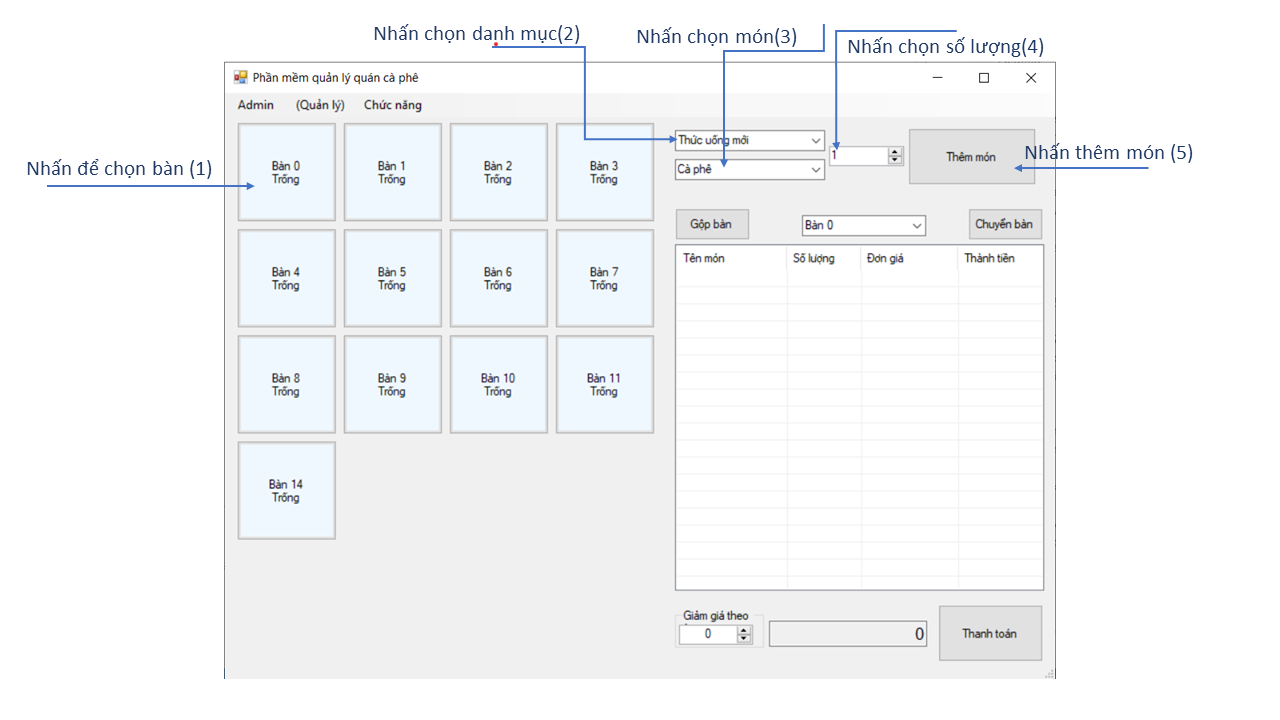 Nhấn chọn danh mục(2)
Nhấn chọn món(3)
Nhấn chọn số lượng(4)
Phần mềm quản lý quán cà phê
Admin (Quản lý) Chức năng
Nhấn để chọn bàn (1)
Bàn 0
Trống
Bàn 1
Trống
Bàn 2
Trống
Bàn 3
Trống
Thức uống mới
Cà phê
1
Thêm món
Nhấn thêm món (5)
Gộp bàn
Bàn 0
Chuyển bàn
Bàn 4
Trống
Bàn 5
Trống
Bàn 6
Trống
Bàn 7
Trống
Tên món Số lượng Đơn giá Thành tiền
Bàn 8
Trống
Bàn 9
Trống
Bàn 10
Trống
Bàn 11
Trống
Bàn 14
Trống
Giảm giá theo
0
0
Thanh toán